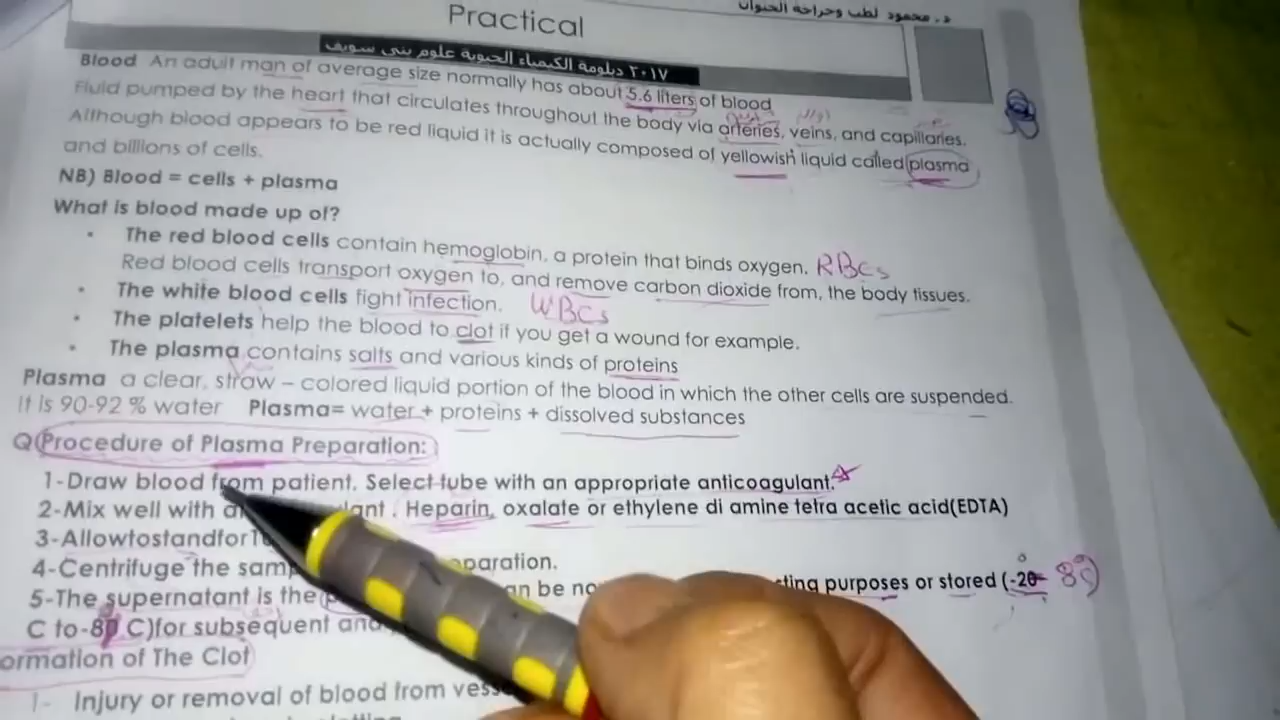 د. محمود لطب وجراحة الحيوان
Practical
٢٠١٧ دبلومة الكيمياء الحيوية علوم بنى سويف
Blood An adult man of average size normally has about 5.6 liters of blood
Fluid pumped by the heart that circulates throughout the body via arteries, veins, and capillaries.
Although blood appears to be red liquid it is actually composed of yellowish liquid called plasma
and billions of cells.
NB) Blood = cells + plasma
What is blood made up of?
• The red blood cells contain hemoglobin, a protein that binds oxygen. RBCs
Red blood cells transport oxygen to, and remove carbon dioxide from, the body tissues.
• The white blood cells fight infection. WBCs
• The platelets help the blood to clot if you get a wound for example.
• The plasma contains salts and various kinds of proteins
Plasma a clear, straw – colored liquid portion of the blood in which the other cells are suspended.
It is 90-92 % water Plasma= water + proteins + dissolved substances
Q Procedure of Plasma Preparation:
1-Draw blood from patient. Select tube with an appropriate anticoagulant.
2-Mix well with lant . Heparin, oxalate or ethylene di amine tetra acetic acid(EDTA)
3-Allowtostandfor
4-Centrifuge the sam paration.
5-The supernatant is the an be no ting purposes or stored (-20
C to-8 C)for subsequent
ormation of The Clot
1- Injury or removal of blood from